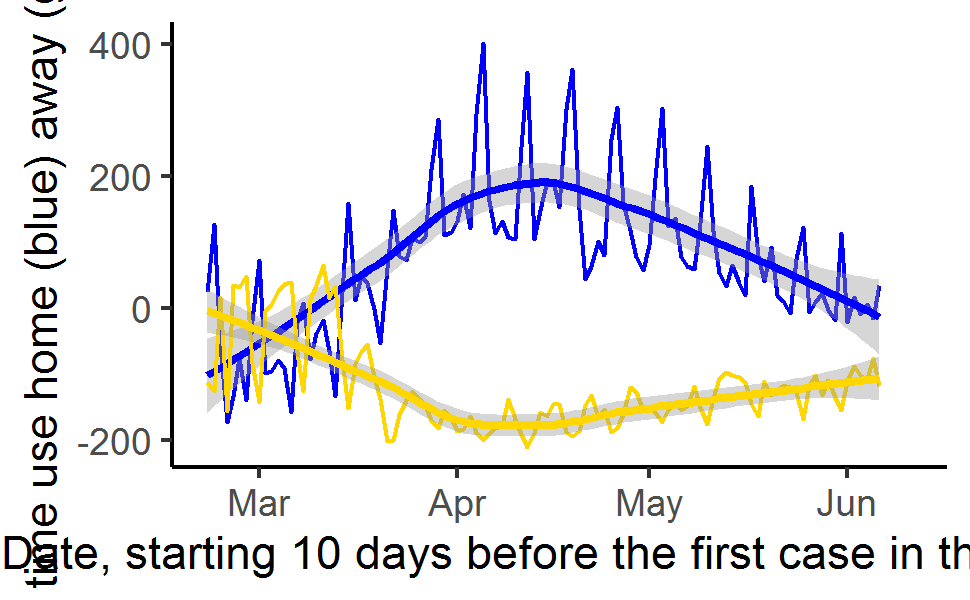 time use home (blue) away (
400
200
0
-200
Mar Apr May Jun
Date, starting 10 days before the first case in th